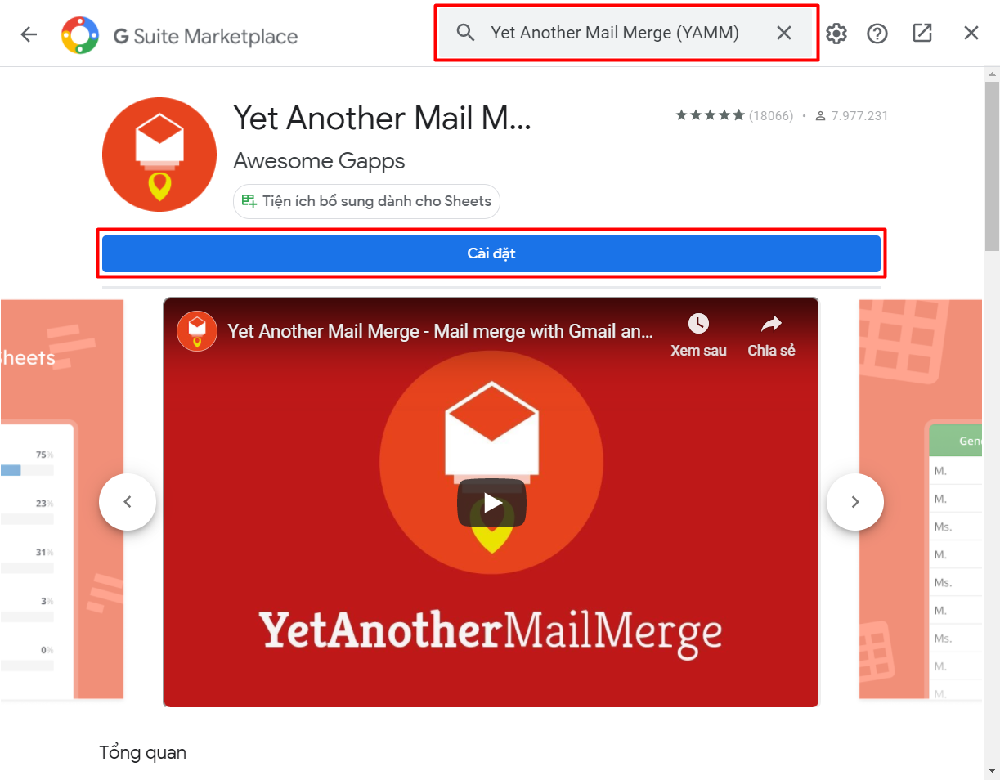 G Suite Marketplace
Yet Another Mail Merge (YAMM)
Yet Another Mail M...
(18066) • 7.977.231
Awesome Gapps
Tiện ích bổ sung dành cho Sheets
Cài đặt
Yet Another Mail Merge - Mail merge with Gmail an...
Xem sau
Chia sẻ
Sheets
75%
23%
31%
3%
0%
YetAnotherMailMerge
Gen
M.
M.
Ms.
M.
Ms.
M.
Ms.
M.
M.
Tổng quan